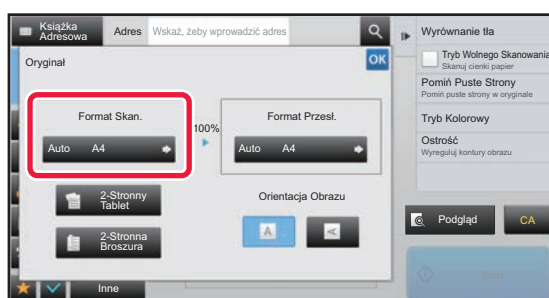 Książka
Adresowa
Adres
Wskaż, żeby wprowadzić adres
Oryginał
OK
Format Skan.
100%
Format Przesł.
Auto A4
Auto A4
2-Stronny
Tablet
2-Stronna
Broszura
Orientacja Obrazu
A
A
Inne
Wyrównanie tła
Tryb Wolnego Skanowania
Skanuj cienki papier
Pomiń Puste Strony
Pomiń puste strony w oryginale
Tryb Kolorowy
Ostrość
Wyreguluj kontury obrazu
Podgląd
CA
Start